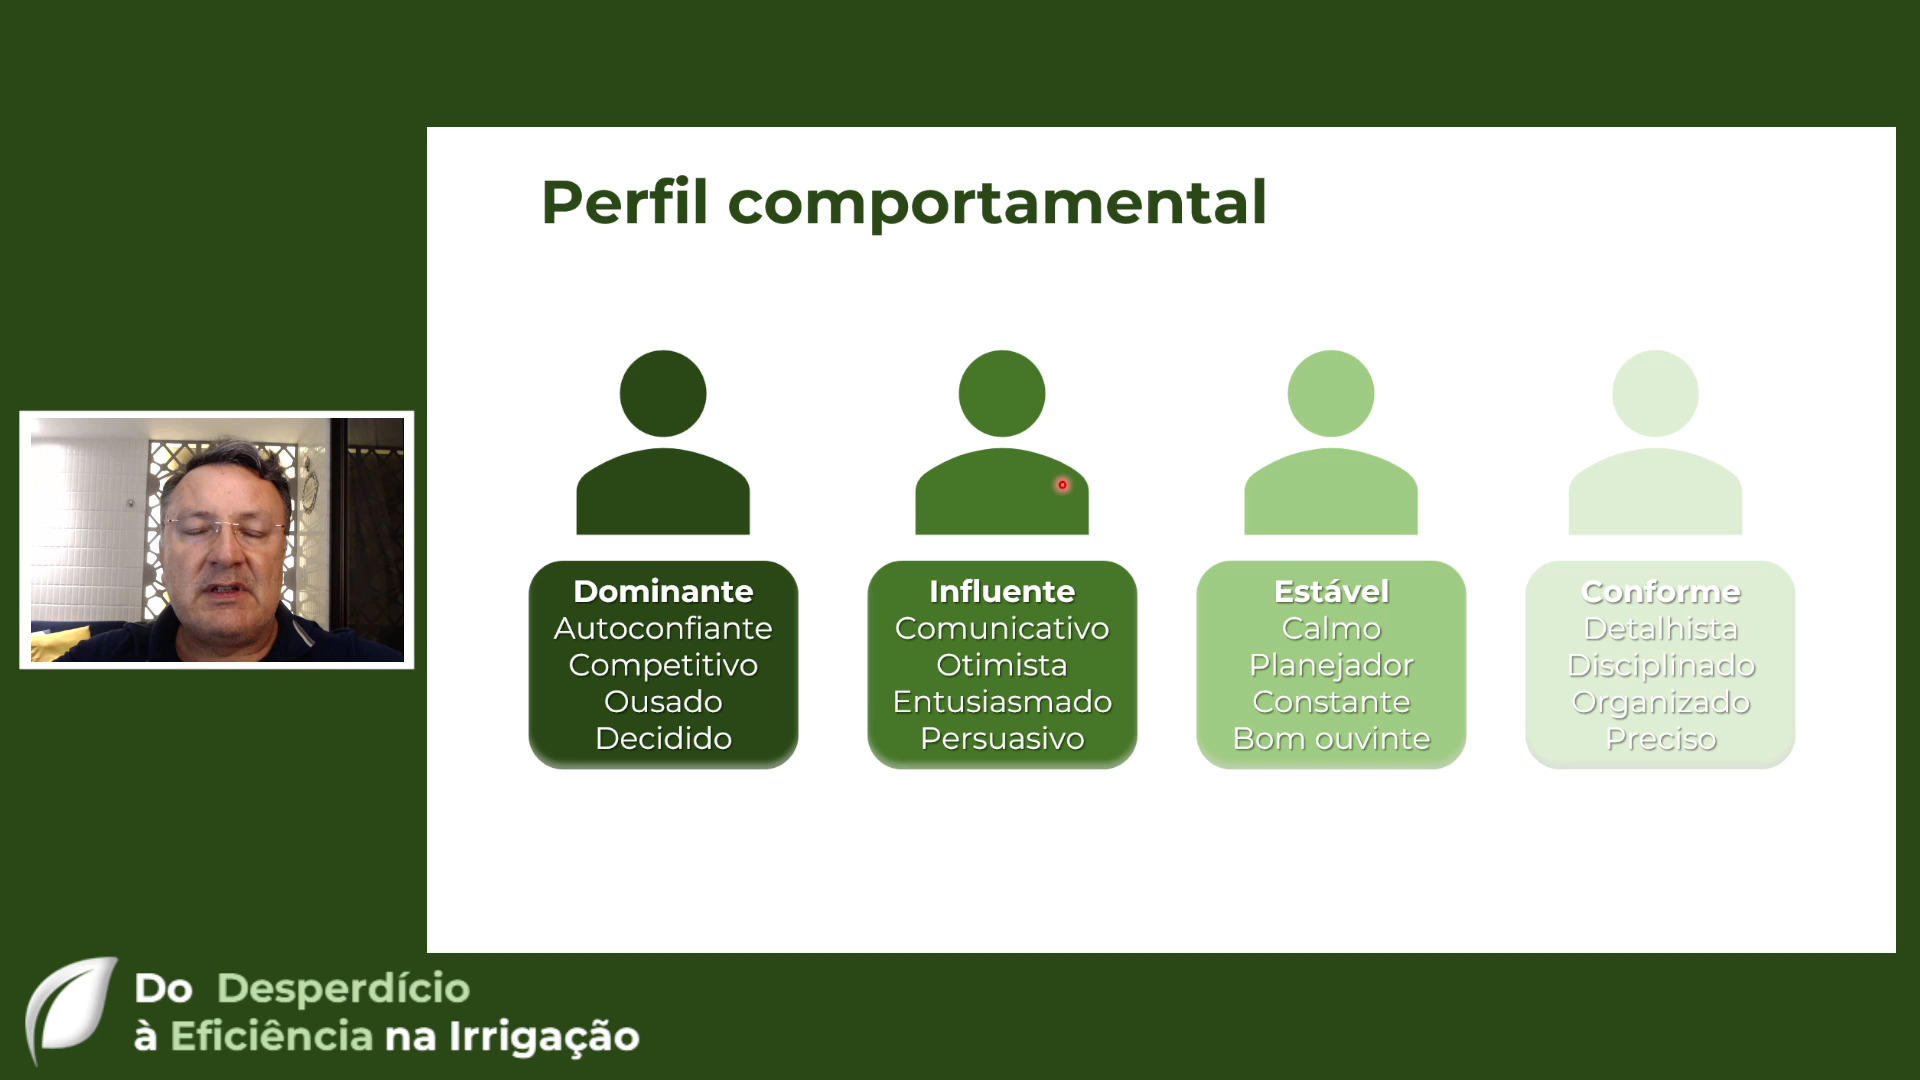 Perfil comportamental
Dominante
Autoconfiante
Competitivo
Ousado
Decidido
Influente
Comunicativo
Otimista
Entusiasmado
Persuasivo
Estável
Calmo
Planejador
Constante
Bom ouvinte
Conforme
Detalhista
Disciplinado
Organizado
Preciso
Do Desperdício
à Eficiência na Irrigação